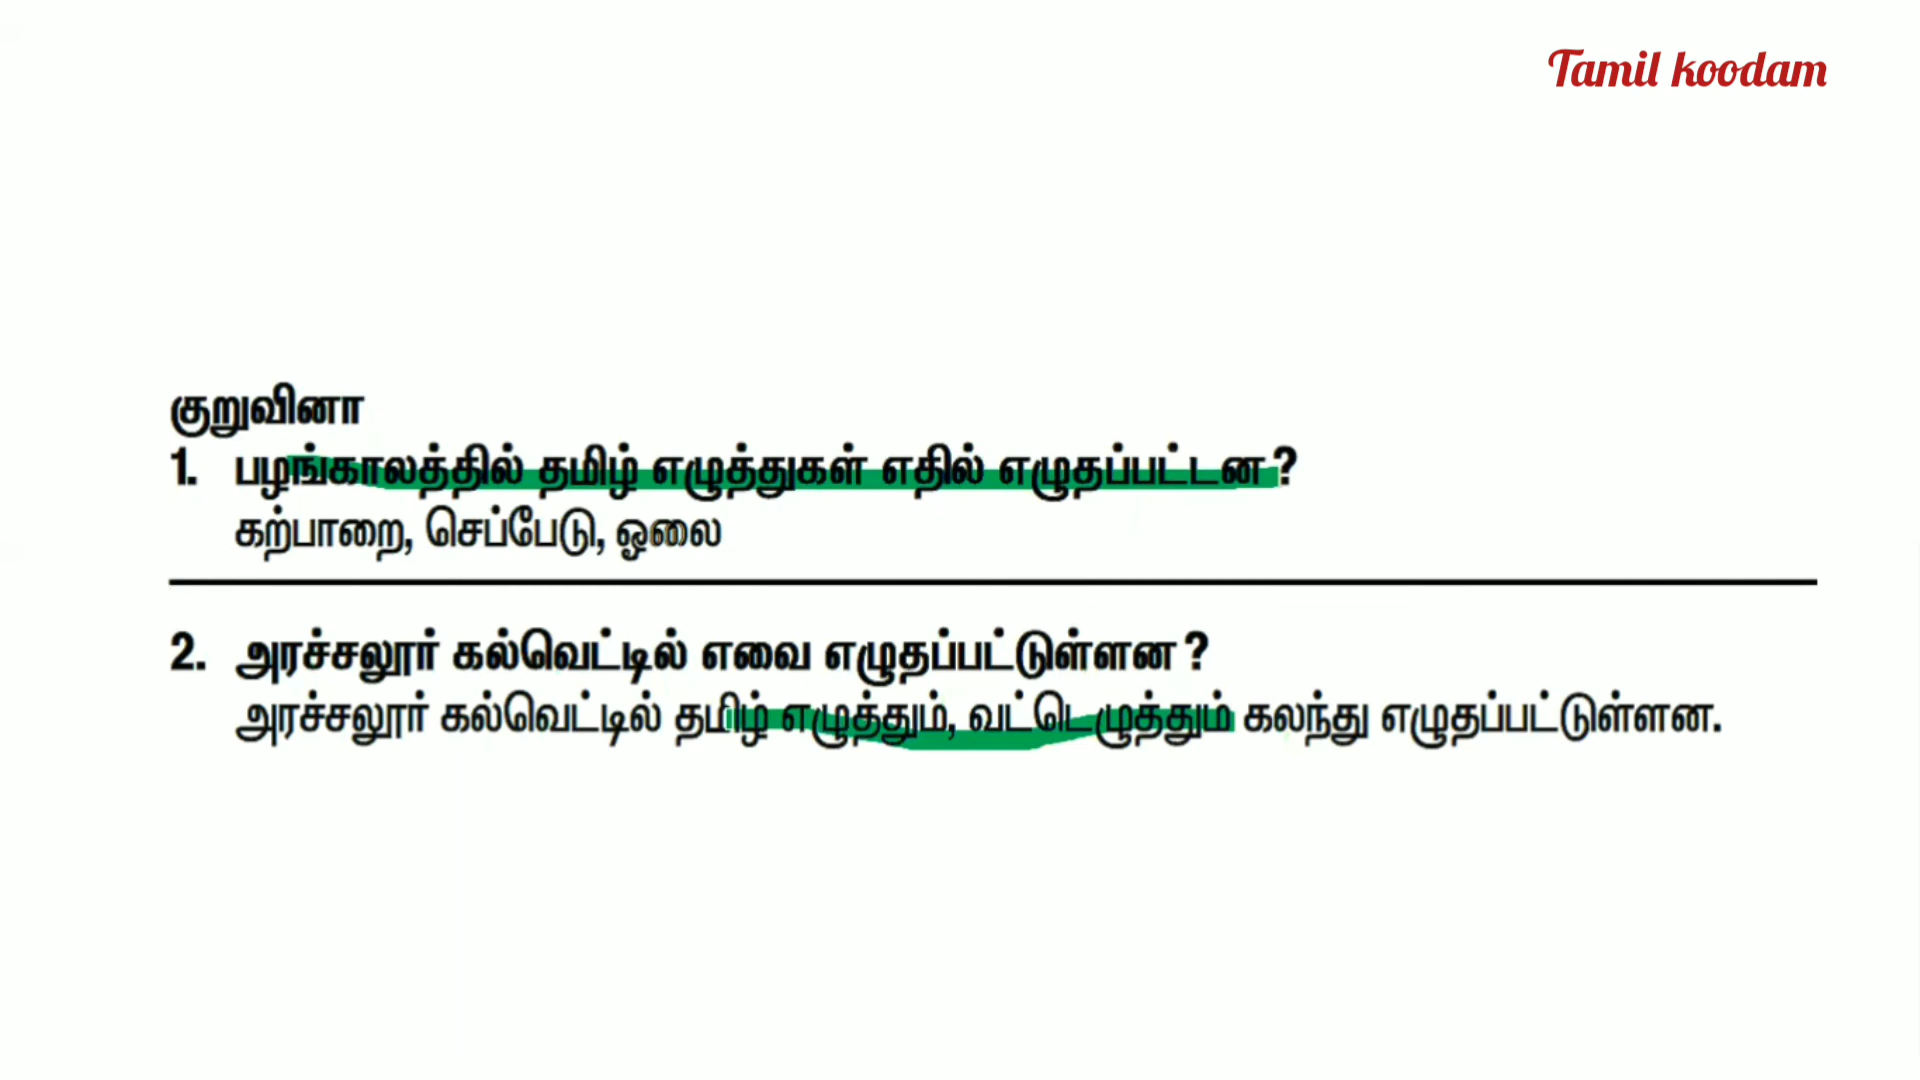 Tamil koodam
குறுவினா
1. பழங்காலத்தில் தமிழ் எழுத்துகள் எதில் எழுதப்பட்டன ?
கற்பாறை, செப்பேடு, ஓலை
2. அரச்சலூர் கல்வெட்டில் எவை எழுதப்பட்டுள்ளன ?
அரச்சலூர் கல்வெட்டில் தமிழ் எழுத்தும், வட்டெழுத்தும் கலந்து எழுதப்பட்டுள்ளன.